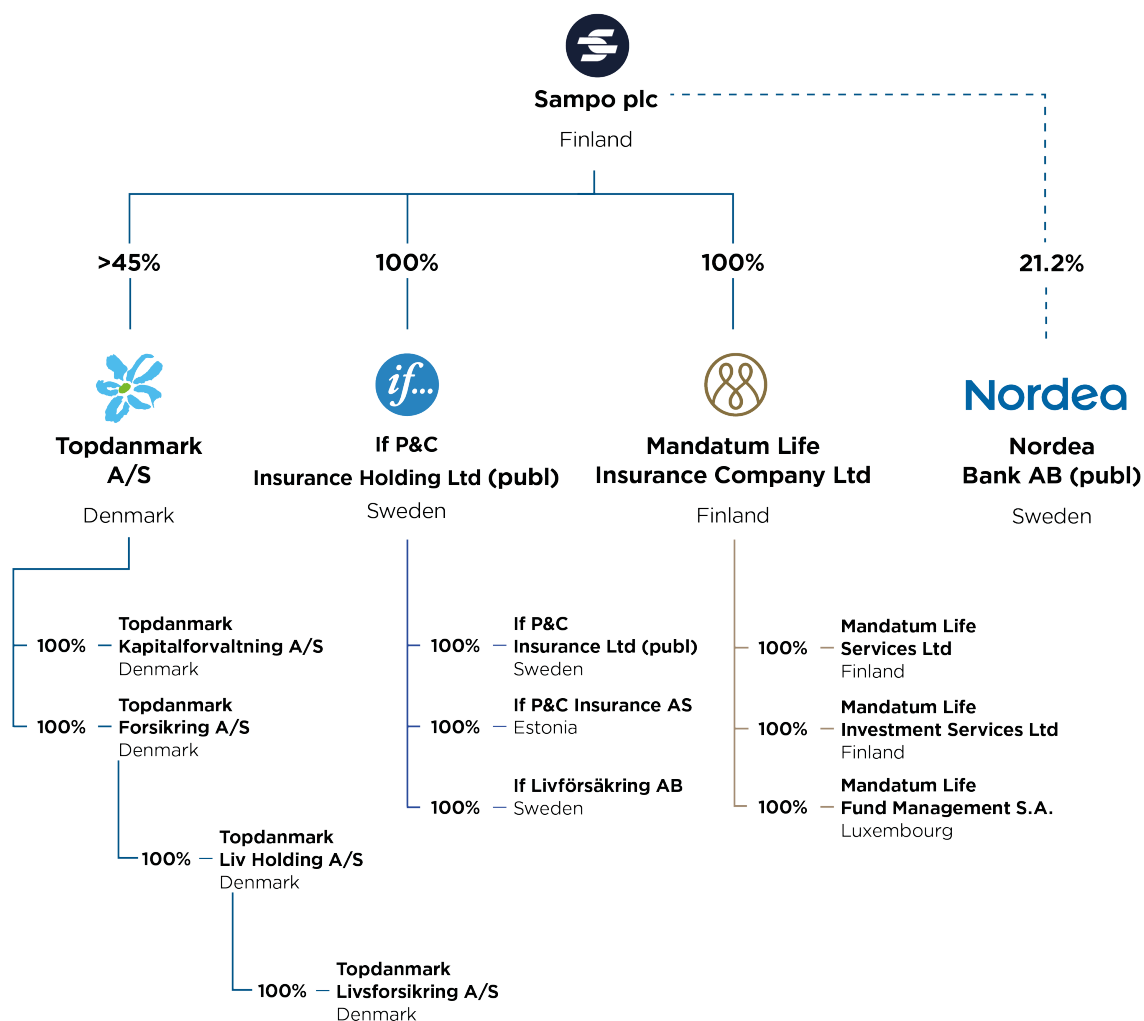 Sampo plc
Finland
>45%
100%
100%
21.2%
if...
Nordea
Topdanmark
A/S
Denmark
If P&C
Insurance Holding Ltd (publ)
Sweden
Mandatum Life
Insurance Company Ltd
Finland
Nordea
Bank AB (publ)
Sweden
100%
Topdanmark
Kapitalforvaltning A/S
Denmark
100%
Topdanmark
Forsikring A/S
Denmark
100%
Topdanmark
Liv Holding A/S
Denmark
100%
Topdanmark
Livsforsikring A/S
Denmark
100%
If P&C
Insurance Ltd (publ)
Sweden
100%
If P&C Insurance AS
Estonia
100%
If Livförsäkring AB
Sweden
100%
Mandatum Life
Services Ltd
Finland
100%
Mandatum Life
Investment Services Ltd
Finland
100%
Mandatum Life
Fund Management S.A.
Luxembourg